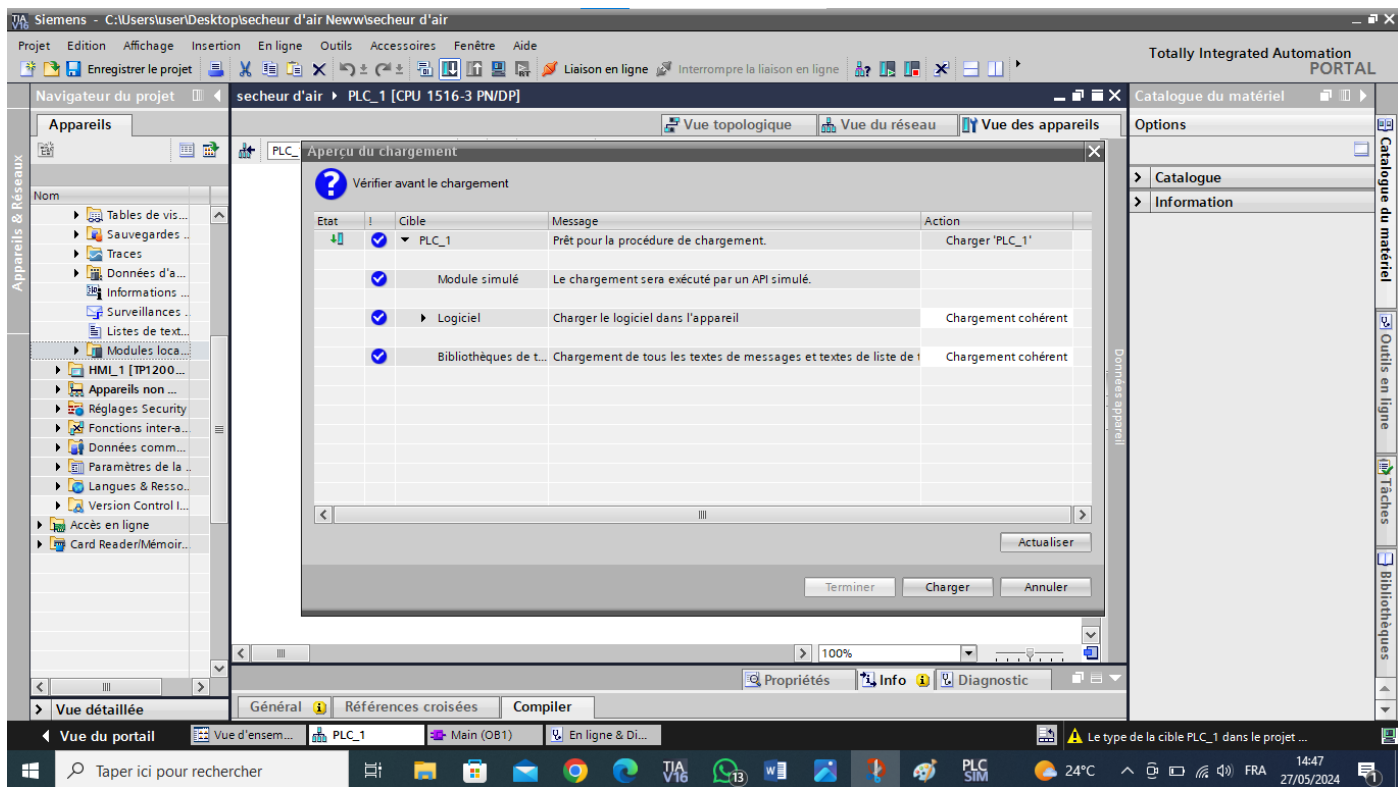 Siemens - C:\Users\user\Desktop\secheur d'air Neww\secheur d'air
Projet Edition Affichage Insertion En ligne Outils Accessoires Fenêtre Aide
Totally Integrated Automation
PORTAL
Enregistrer le projet Liaison en ligne Interrompre la liaison en ligne
Navigateur du projet
secheur d'air PLC_1 [CPU 1516-3 PN/DP]
Catalogue du matériel
Appareils
Vue topologique Vue du réseau Vue des appareils
Options
PLC_
Aperçu du chargement
Vérifier avant le chargement
Catalogue
Information
Nom
Tables de vis...
Sauvegardes ..
Traces
Données d'a...
Informations ...
Surveillances ..
Listes de text...
Modules loca...
HMI_1 [TP1200...
Appareils non ...
Réglages Security
Fonctions inter-a...
Données comm...
Paramètres de la ..
Langues & Resso..
Version Control I...
Accès en ligne
Card Reader/Mémoir...
Etat ! Cible Message Action
PLC_1 Prêt pour la procédure de chargement. Charger 'PLC_1'
Module simulé Le chargement sera exécuté par un API simulé.
Logiciel Charger le logiciel dans l'appareil Chargement cohérent
Bibliothèques de t... Chargement de tous les textes de messages et textes de liste de Chargement cohérent
Actualiser
Terminer Charger Annuler
Données appareil
Appareils & Réseaux
Catalogue du matériel
Outils en ligne
Tâches
Bibliothèques
100%
Propriétés Info Diagnostic
Vue détaillée
Général Références croisées Compiler
Vue du portail Vue d'ensem... PLC_1 Main (OB1) En ligne & Di... Le type de la cible PLC_1 dans le projet ...
Taper ici pour rechercher
TIA V16
13
PLC SIM
24°C FRA
14:47
27/05/2024
1